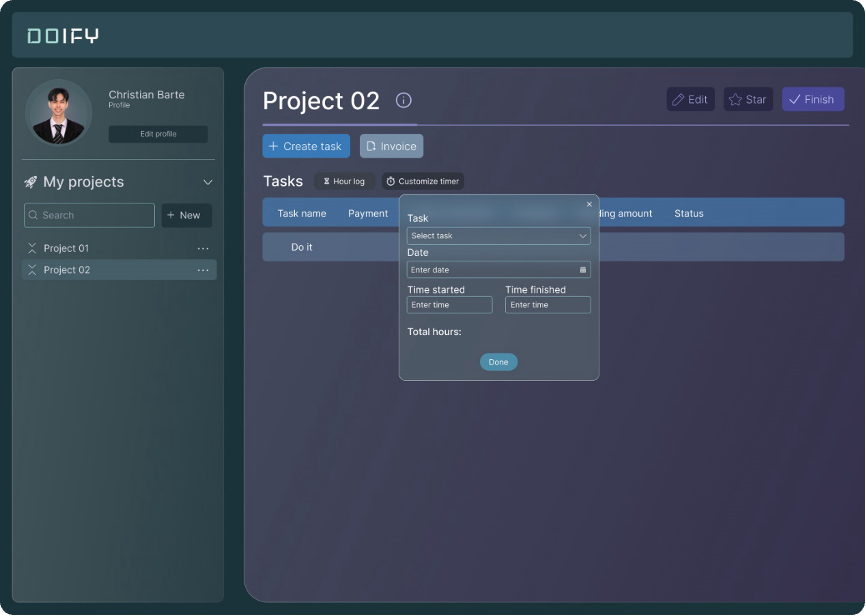 DOIFY
Christian Barte
Profile
Edit profile
My projects
Search
+ New
Project 01
Project 02
Project 02
Edit
Star
Finish
+ Create task
Invoice
Tasks
Hour log
Customize timer
Task name
Payment
ing amount
Status
Do it
Task
Select task
Date
Enter date
Time started
Time finished
Enter time
Enter time
Total hours:
Done